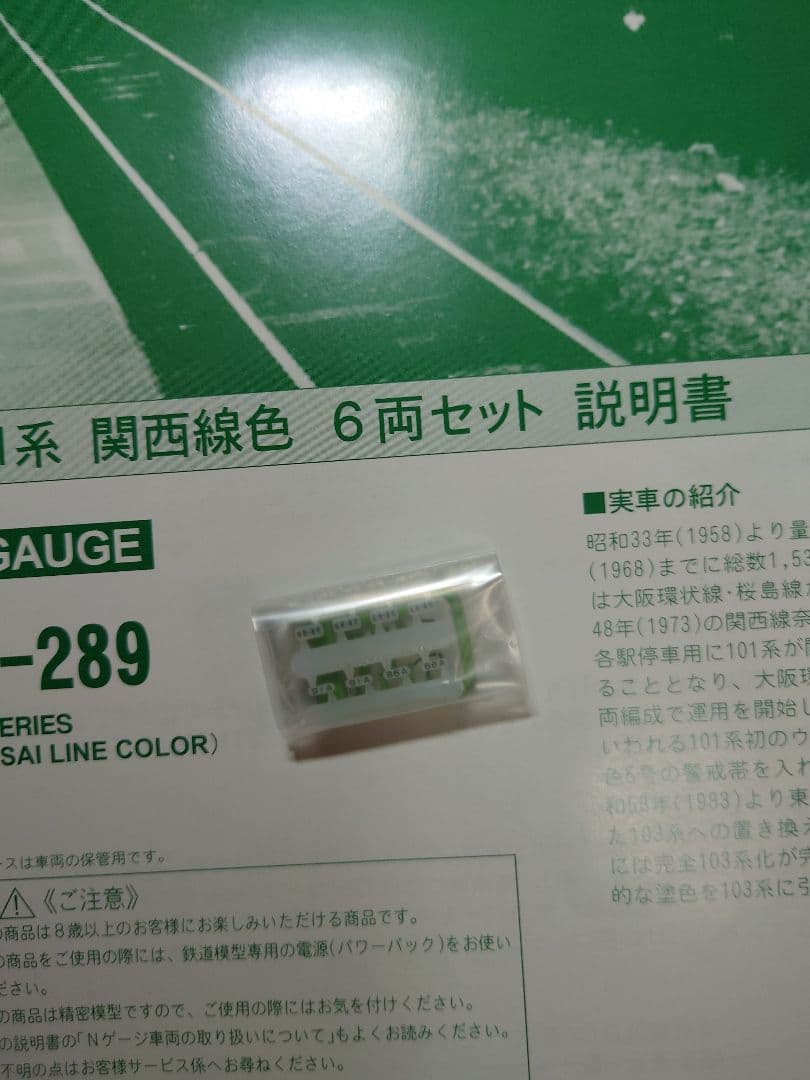 系 関西線色 6両セット 説明書
GAUGE
-289
ERIES
SAI LINE COLOR)
■実車の紹介
昭和33年(1958)より量
(1968)までに総数1,53
は大阪環状線・桜島線か
48年(1973)の関西線奈
各駅停車用に101系が
ることとなり、大阪環
両編成で運用を開始し
いわれる101系初のウ
色6号の警戒帯を入れ
和58年(1983)より東
た103系への置き換え
には完全103系化が完
的な塗色を103系に引
91A 91A 86A 86A
ースは車両の保管用です。
《ご注意》
の商品は8歳以上のお客様にお楽しみいただける商品です。
の商品をご使用の際には、鉄道模型専用の電源(パワーパック)をお使い
ださい。
の商品は精密模型ですので、ご使用の際にはお気を付けください。
の説明書の「Nゲージ車両の取り扱いについて」もよくお読みください。
不明の点はお客様サービス係へお尋ねください。